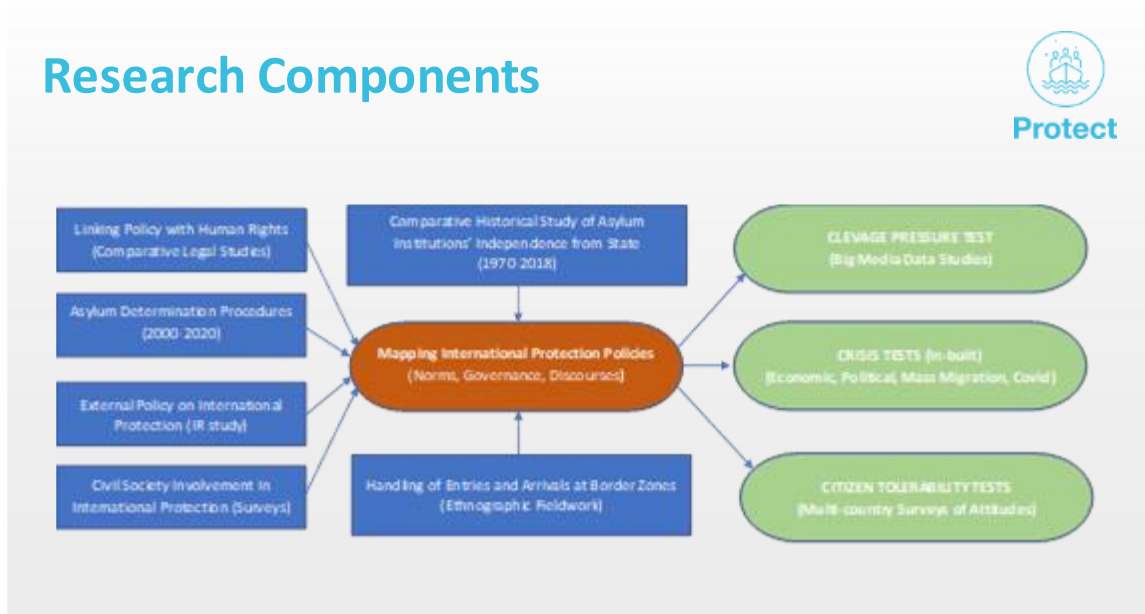 Research Components
Protect
Linking Policy with Human Rights
(Comparative Legal Studies)
Asylum Determination Procedures
(2000-2020)
External Policy on International
Protection (IR study)
Civil Society Involvement in
International Protection (Surveys)
Comparative Historical Study of Asylum
Institutions' Independence from State
(1970-2018)
Mapping International Protection Policies
(Norms, Governance, Discourses)
Handling of Entries and Arrivals at Border Zones
(Ethnographic Fieldwork)
CLEVAGE PRESSURE TEST
(Big Media Data Studies)
CRISIS TESTS (In-built)
(Economic, Political, Mass Migration, Covid)
CITIZEN TOLERABILITY TESTS
(Multi-country Surveys of Attitudes)